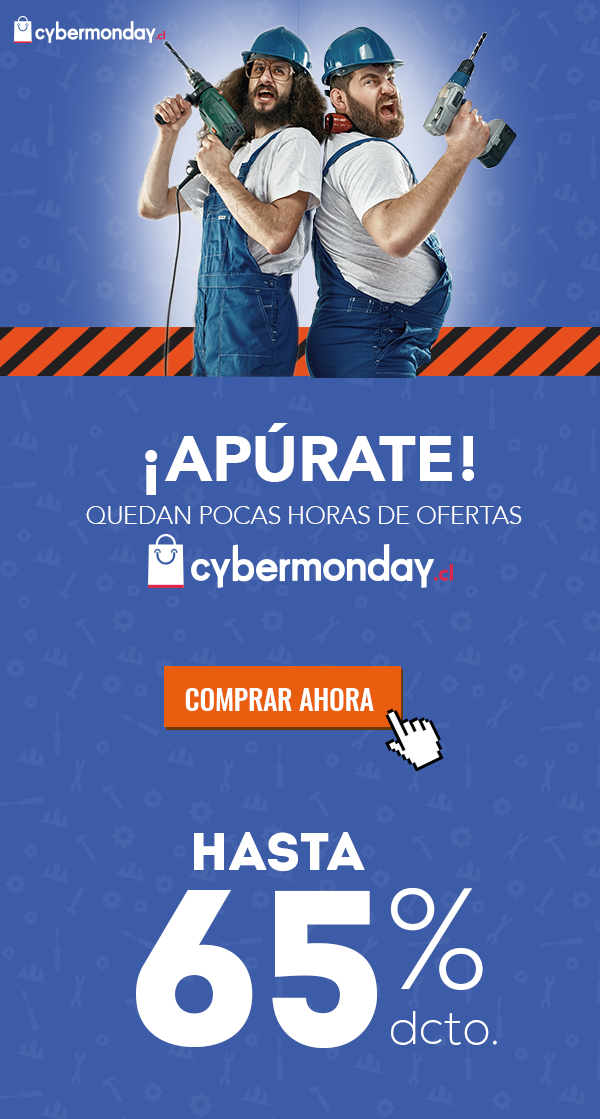 cybermonday.cl
¡APÚRATE!
QUEDAN POCAS HORAS DE OFERTAS
cybermonday.cl
COMPRAR AHORA
HASTA
65%
dcto.